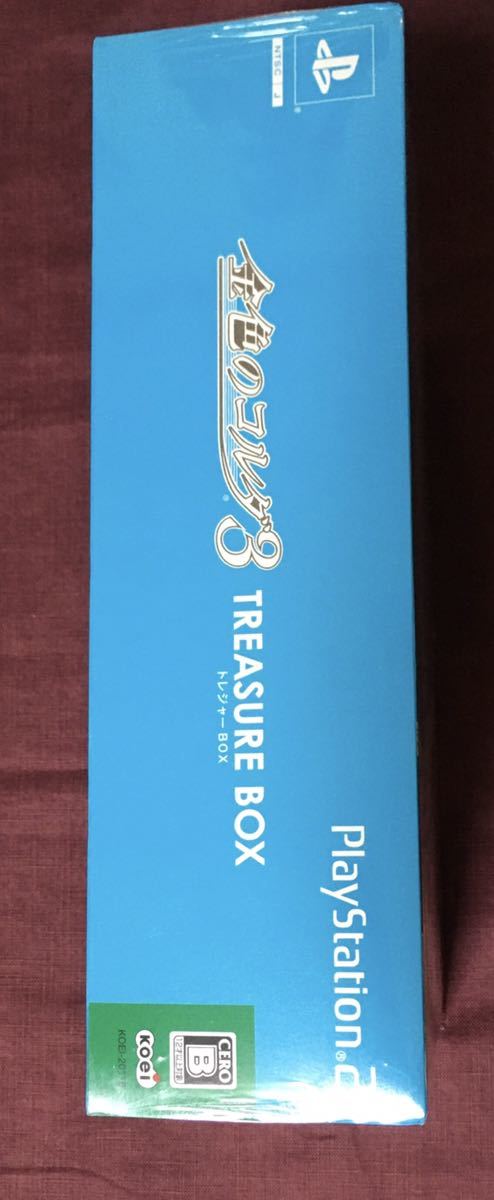 NTSC J
金色のコルダ3
TREASURE BOX
トレジャーBOX
PlayStation®
KOEI
CERO
B
12才以上対象